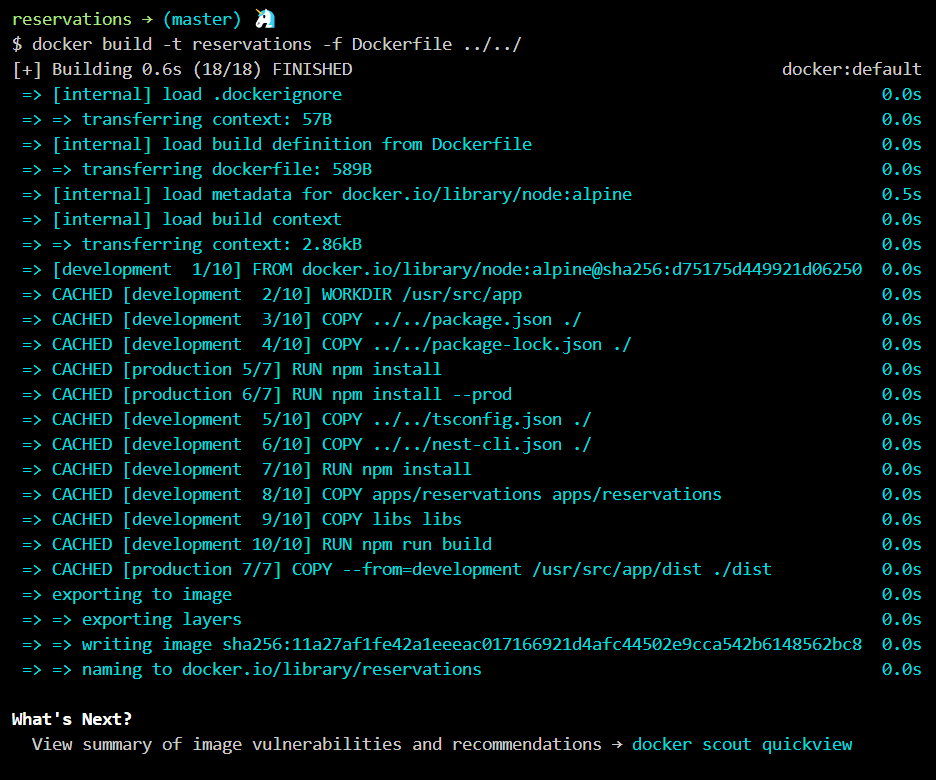 reservations → (master) 🦄
$ docker build -t reservations -f Dockerfile ../../
[+] Building 0.6s (18/18) FINISHED docker:default
=> [internal] load .dockerignore 0.0s
=> => transferring context: 57B 0.0s
=> [internal] load build definition from Dockerfile 0.0s
=> => transferring dockerfile: 589B 0.0s
=> [internal] load metadata for docker.io/library/node:alpine 0.5s
=> [internal] load build context 0.0s
=> => transferring context: 2.86kB 0.0s
=> [development  1/10] FROM docker.io/library/node:alpine@sha256:d75175d449921d06250 0.0s
=> CACHED [development  2/10] WORKDIR /usr/src/app 0.0s
=> CACHED [development  3/10] COPY ../../package.json ./ 0.0s
=> CACHED [development  4/10] COPY ../../package-lock.json ./ 0.0s
=> CACHED [production 5/7] RUN npm install 0.0s
=> CACHED [production 6/7] RUN npm install --prod 0.0s
=> CACHED [development  5/10] COPY ../../tsconfig.json ./ 0.0s
=> CACHED [development  6/10] COPY ../../nest-cli.json ./ 0.0s
=> CACHED [development  7/10] RUN npm install 0.0s
=> CACHED [development  8/10] COPY apps/reservations apps/reservations 0.0s
=> CACHED [development  9/10] COPY libs libs 0.0s
=> CACHED [development 10/10] RUN npm run build 0.0s
=> CACHED [production 7/7] COPY --from=development /usr/src/app/dist ./dist 0.0s
=> exporting to image 0.0s
=> => exporting layers 0.0s
=> => writing image sha256:11a27af1fe42a1eeeac017166921d4afc44502e9cca542b6148562bc8 0.0s
=> => naming to docker.io/library/reservations 0.0s
What's Next?
View summary of image vulnerabilities and recommendations → docker scout quickview